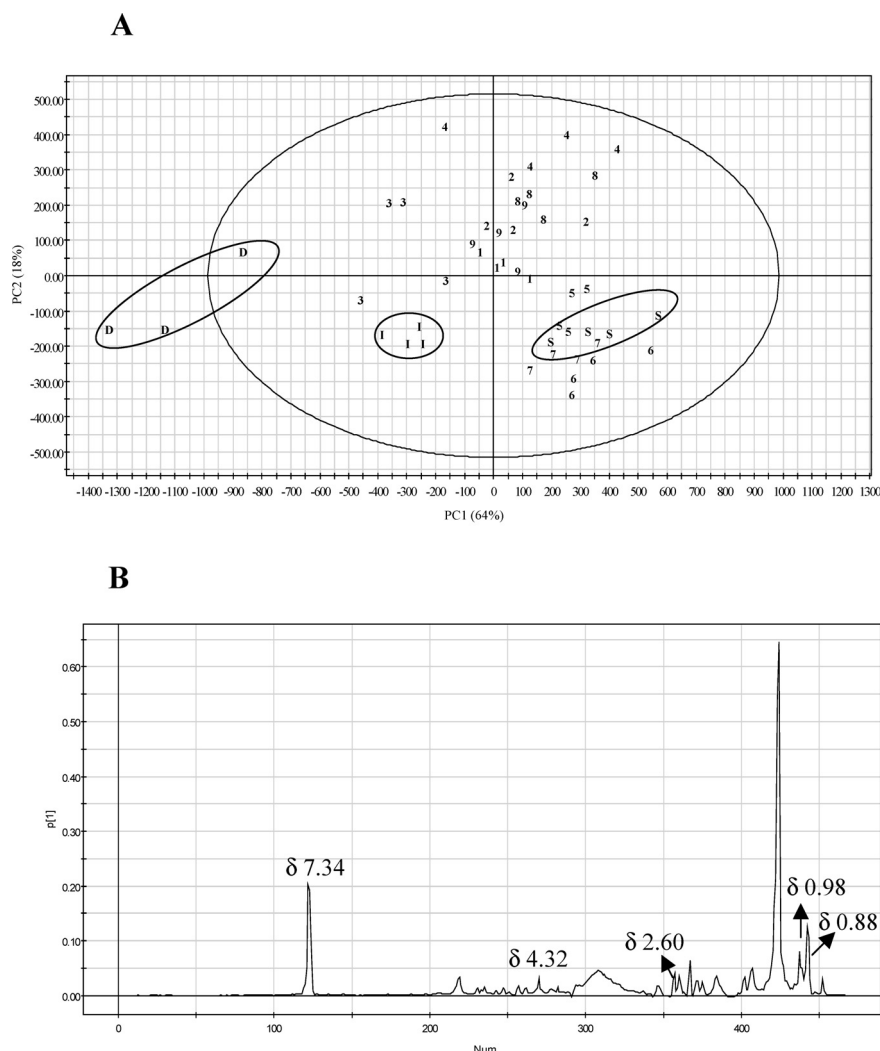 A
500.00
400.00
300.00
200.00
100.00
0.00
-100.00
-200.00
-300.00
-400.00
-500.00
PC2 (18%)
4 4 4
4
2 8
3 3 8 8 9
2 9 2 8 2
9 1
D 1 1 9 1
3 3 5 5
D D I I I I S
5 5 S S S 7 7
7 7 6 6
6 6
-1400 -1300 -1200 -1100 -1000 -900 -800 -700 -600 -500 -400 -300 -200 -100 0 100 200 300 400 500 600 700 800 900 1000 1100 1200 1300
PC1 (64%)
B
0.60
0.50
0.40
0.30
0.20
0.10
0.00
p[1]
δ 7.34
δ 4.32
δ 2.60
δ 0.98
δ 0.88
0 100 200 300 400
Num